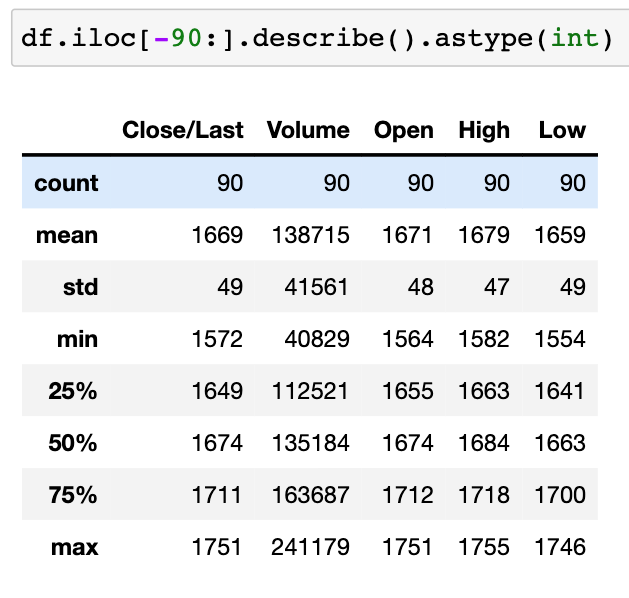 df.iloc[-90:].describe().astype(int)
Close/Last Volume Open High Low
count 90 90 90 90 90
mean 1669 138715 1671 1679 1659
std 49 41561 48 47 49
min 1572 40829 1564 1582 1554
25% 1649 112521 1655 1663 1641
50% 1674 135184 1674 1684 1663
75% 1711 163687 1712 1718 1700
max 1751 241179 1751 1755 1746